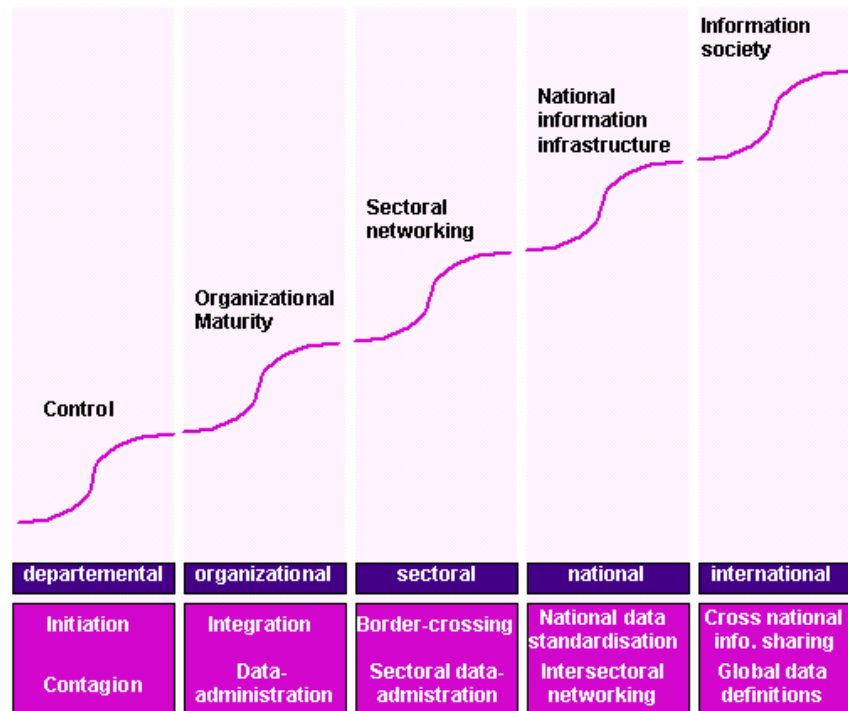 Information
society
National
information
infrastructure
Sectoral
networking
Organizational
Maturity
Control
departemental
organizational
sectoral
national
international
Initiation
Contagion
Integration
Data-
administration
Border-crossing
Sectoral data-
admistration
National data
standardisation
Intersectoral
networking
Cross national
info. sharing
Global data
definitions